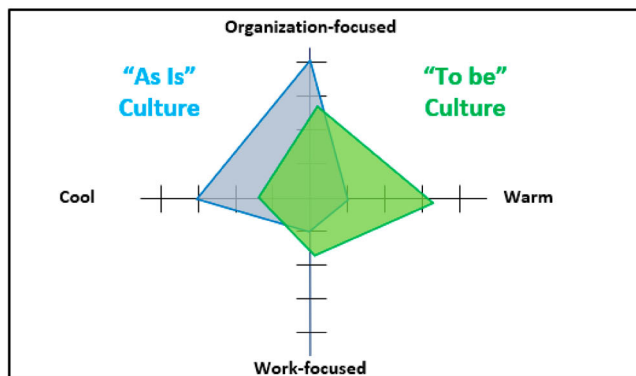 Organization-focused
“As Is”
Culture
“To be”
Culture
Cool
Warm
Work-focused